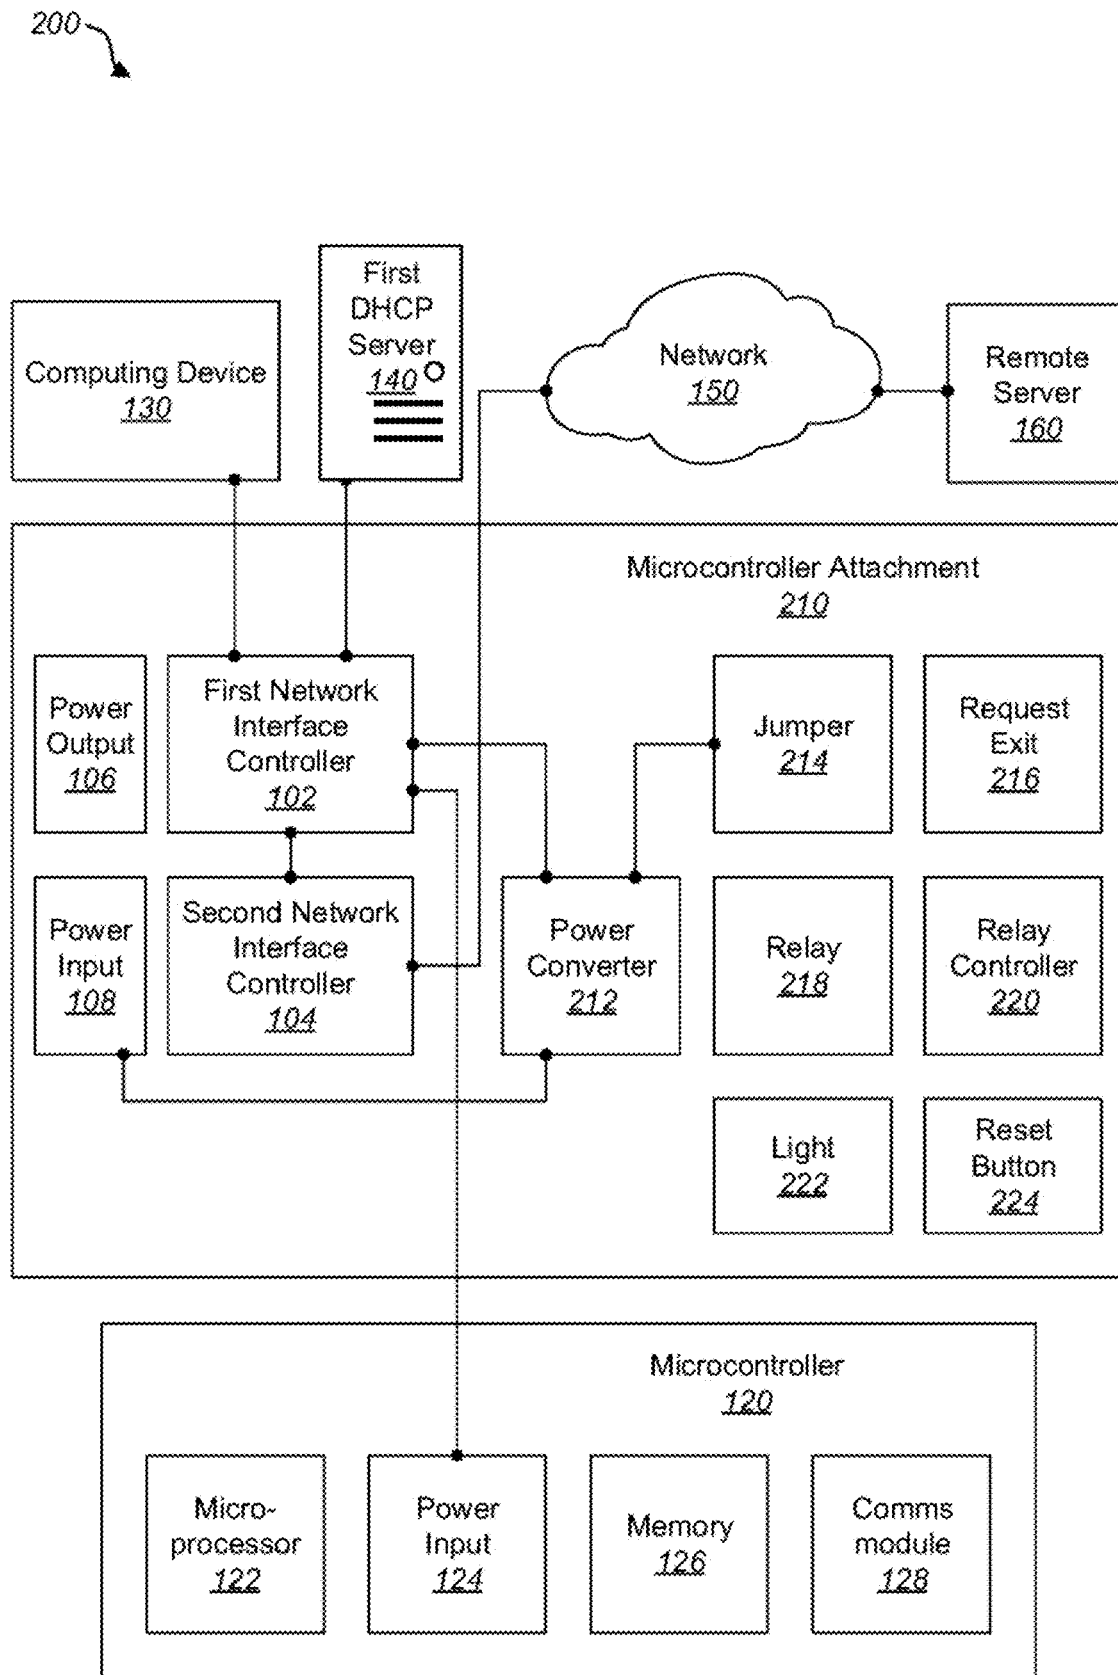 200
First
DHCP
Server
140
Computing Device
130
Network
150
Remote
Server
160
Microcontroller Attachment
210
Power
Output
106
First Network
Interface
Controller
102
Jumper
214
Request
Exit
216
Power
Input
108
Second Network
Interface
Controller
104
Power
Converter
212
Relay
218
Relay
Controller
220
Light
222
Reset
Button
224
Microcontroller
120
Micro-
processor
122
Power
Input
124
Memory
126
Comms
module
128